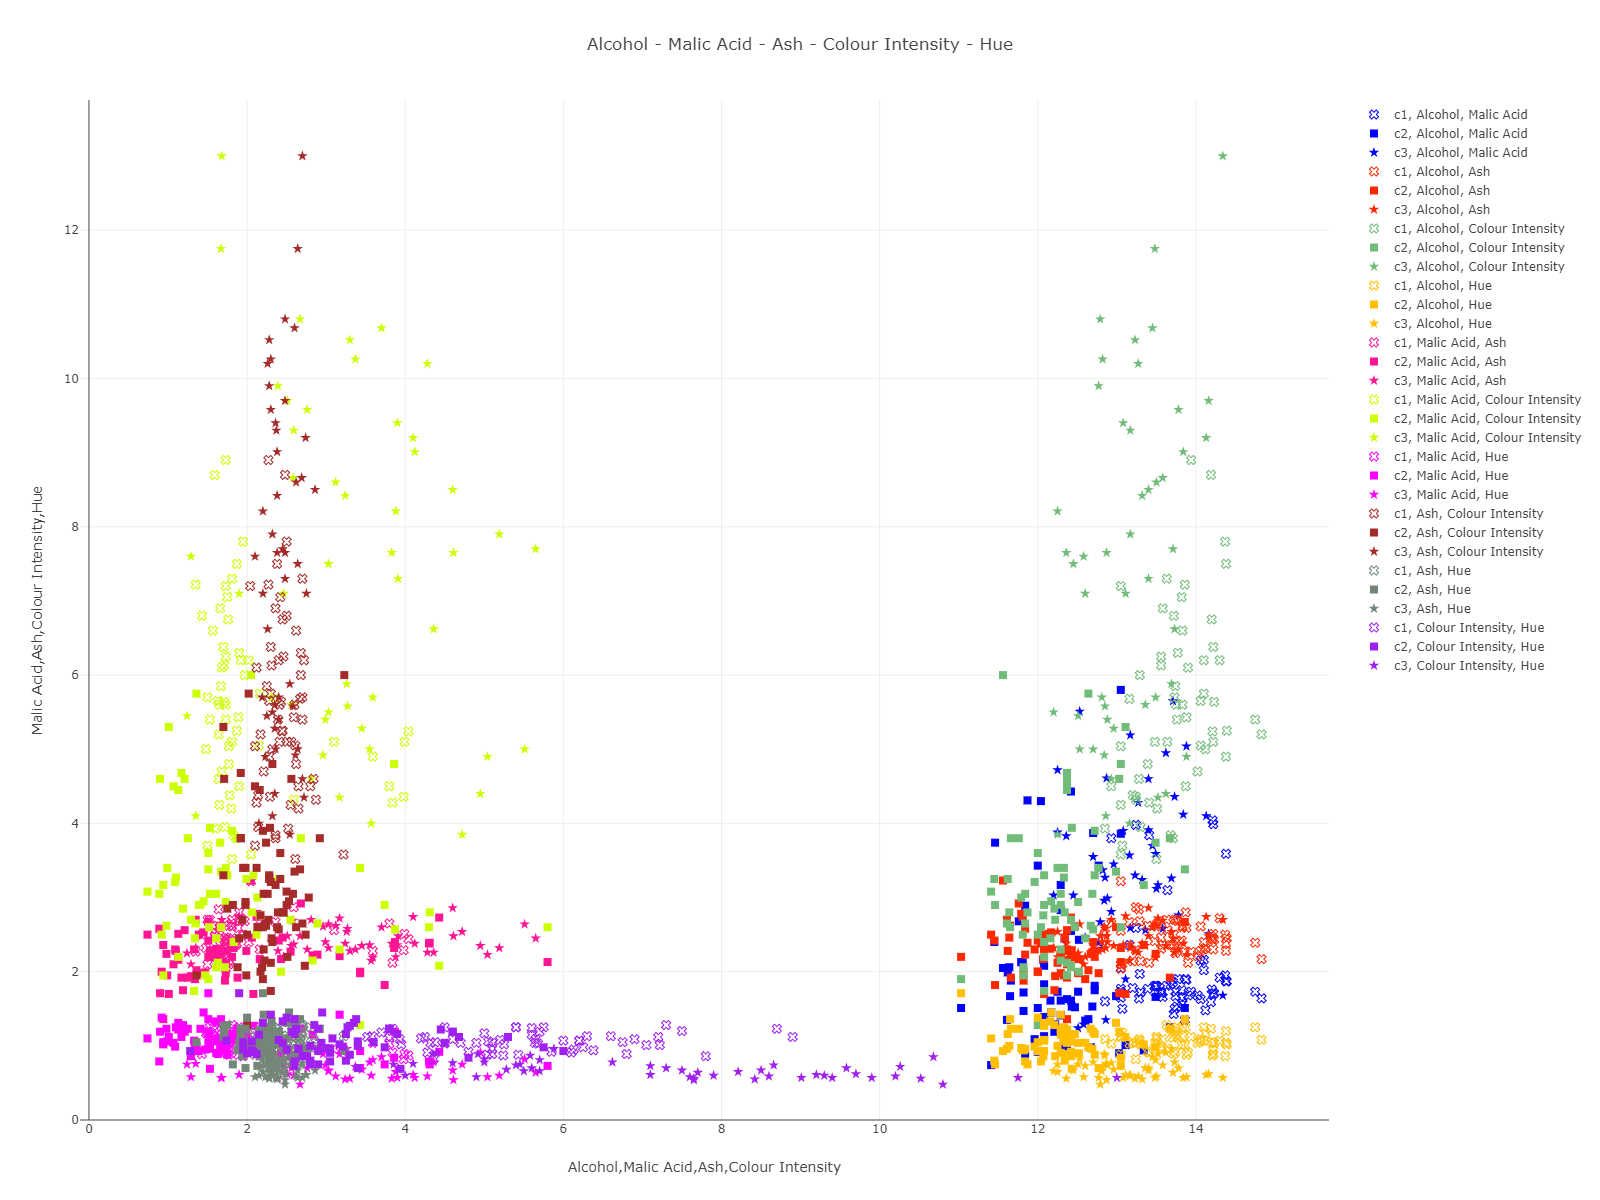 Alcohol - Malic Acid - Ash - Colour Intensity - Hue
c1, Alcohol, Malic Acid
c2, Alcohol, Malic Acid
c3, Alcohol, Malic Acid
c1, Alcohol, Ash
c2, Alcohol, Ash
c3, Alcohol, Ash
c1, Alcohol, Colour Intensity
c2, Alcohol, Colour Intensity
c3, Alcohol, Colour Intensity
c1, Alcohol, Hue
c2, Alcohol, Hue
c3, Alcohol, Hue
c1, Malic Acid, Ash
c2, Malic Acid, Ash
c3, Malic Acid, Ash
c1, Malic Acid, Colour Intensity
c2, Malic Acid, Colour Intensity
c3, Malic Acid, Colour Intensity
c1, Malic Acid, Hue
c2, Malic Acid, Hue
c3, Malic Acid, Hue
c1, Ash, Colour Intensity
c2, Ash, Colour Intensity
c3, Ash, Colour Intensity
c1, Ash, Hue
c2, Ash, Hue
c3, Ash, Hue
c1, Colour Intensity, Hue
c2, Colour Intensity, Hue
c3, Colour Intensity, Hue
12
10
8
6
4
2
0
Malic Acid,Ash,Colour Intensity,Hue
0 2 4 6 8 10 12 14
Alcohol,Malic Acid,Ash,Colour Intensity